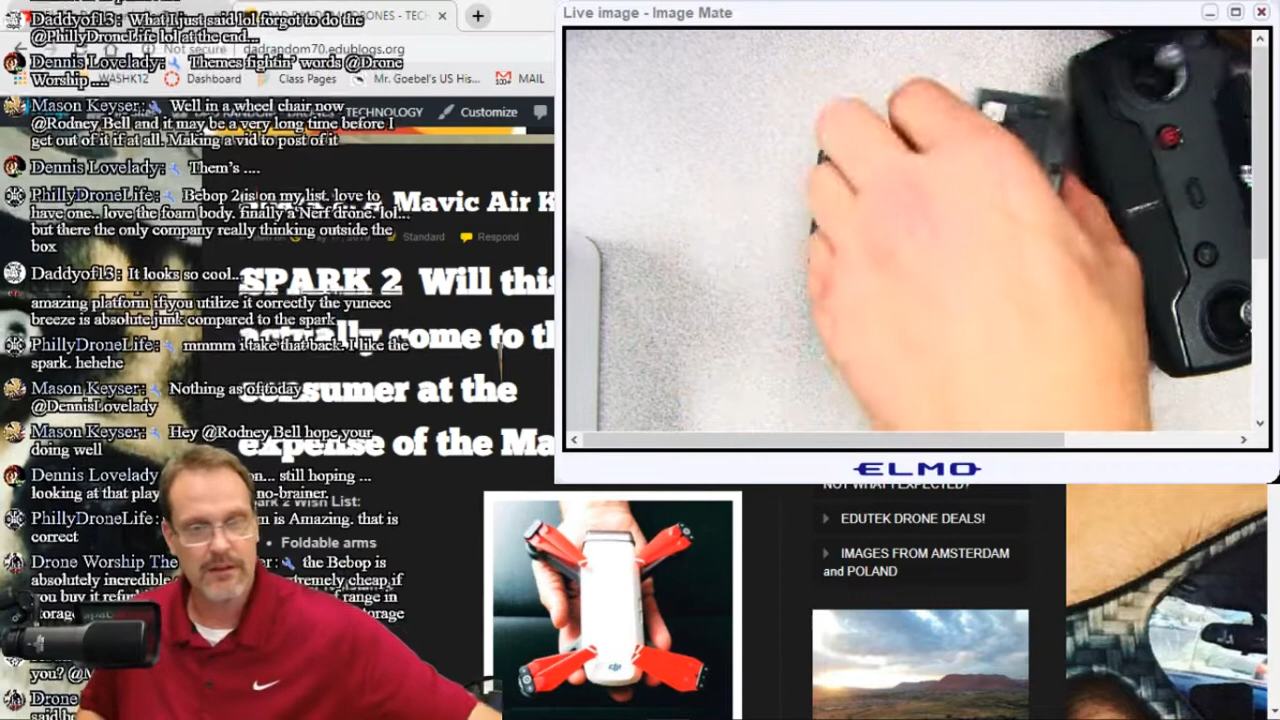 Daddyof13: What I just said lol forgot to do the
@PhillyDroneLife lol at the end...
Dennis Lovelady: Themes fightin' words @Drone
Worship ....
Mason Keyser: Well in a wheel chair now
@Rodney Bell and it may be a very long time before I
get out of it if at all. Making a vid to post of it
Dennis Lovelady: Them's ....
PhillyDroneLife: Bebop 2 is on my list. love to
have one.. love the foam body. finally a Nerf drone. lol...
but there the only company really thinking outside the
box
Daddyof13: It looks so cool...
amazing platform if you utilize it correctly the yuneec
breeze is absolute junk compared to the spark
PhillyDroneLife: mmmm i take that back. I like the
spark. hehehe
Mason Keyser: Nothing as of today
@DennisLovelady
Mason Keyser: Hey @Rodney Bell hope your
doing well
Dennis Lovelady on... still hoping ...
looking at that play no-brainer.
PhillyDroneLife: is Amazing. that is
correct
Drone Worship The the Bebop is
absolutely incredible extremely cheap if
you buy it of range in
you? @M
Drone
said
DRONES - TECH
Not secure dadrandom70.edublogs.org
WASHK12 Dashboard Class Pages Mr. Goebel's US His... MAIL
TECHNOLOGY Customize
Mavic Air K
Standard Respond
SPARK 2 Will this
actually come to th
consumer at the
expense of the Ma
Spark 2 Wish List:
Foldable arms
Live image - Image Mate
ELMO
NOT WHAT I EXPECTED?
EDUTEK DRONE DEALS!
IMAGES FROM AMSTERDAM
and POLAND